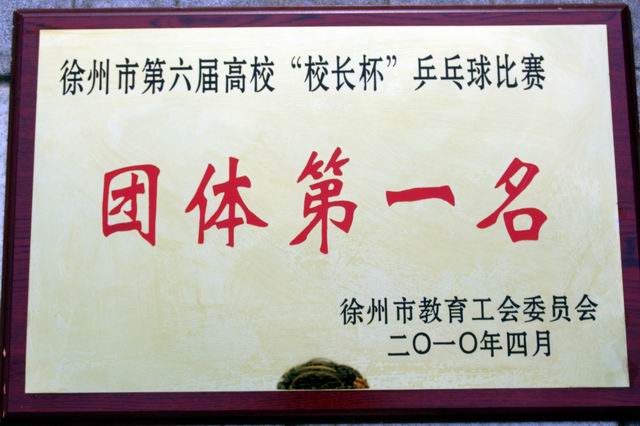 徐州市第六届高校“校长杯”乒乓球比赛
团体第一名
徐州市教育工会委员会
二〇一〇年四月